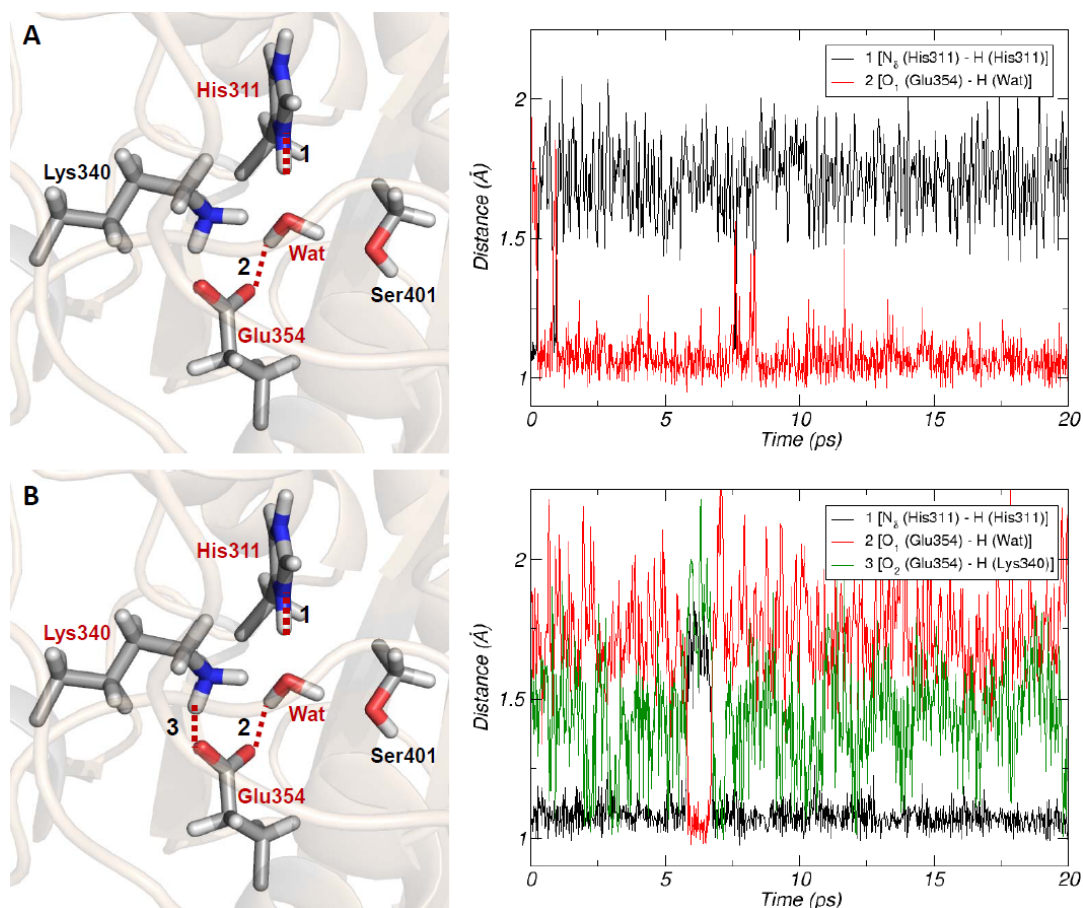 A
His311
1
Lys340
2
Wat
Glu354
Ser401
1 [Nδ (His311) - H (His311)]
2 [O1 (Glu354) - H (Wat)]
Distance (Å)
2
1.5
1
0 5 10 15 20
Time (ps)
B
His311
1
Lys340
3
2
Wat
Glu354
Ser401
1 [Nδ (His311) - H (His311)]
2 [O1 (Glu354) - H (Wat)]
3 [O2 (Glu354) - H (Lys340)]
Distance (Å)
2
1.5
1
0 5 10 15 20
Time (ps)